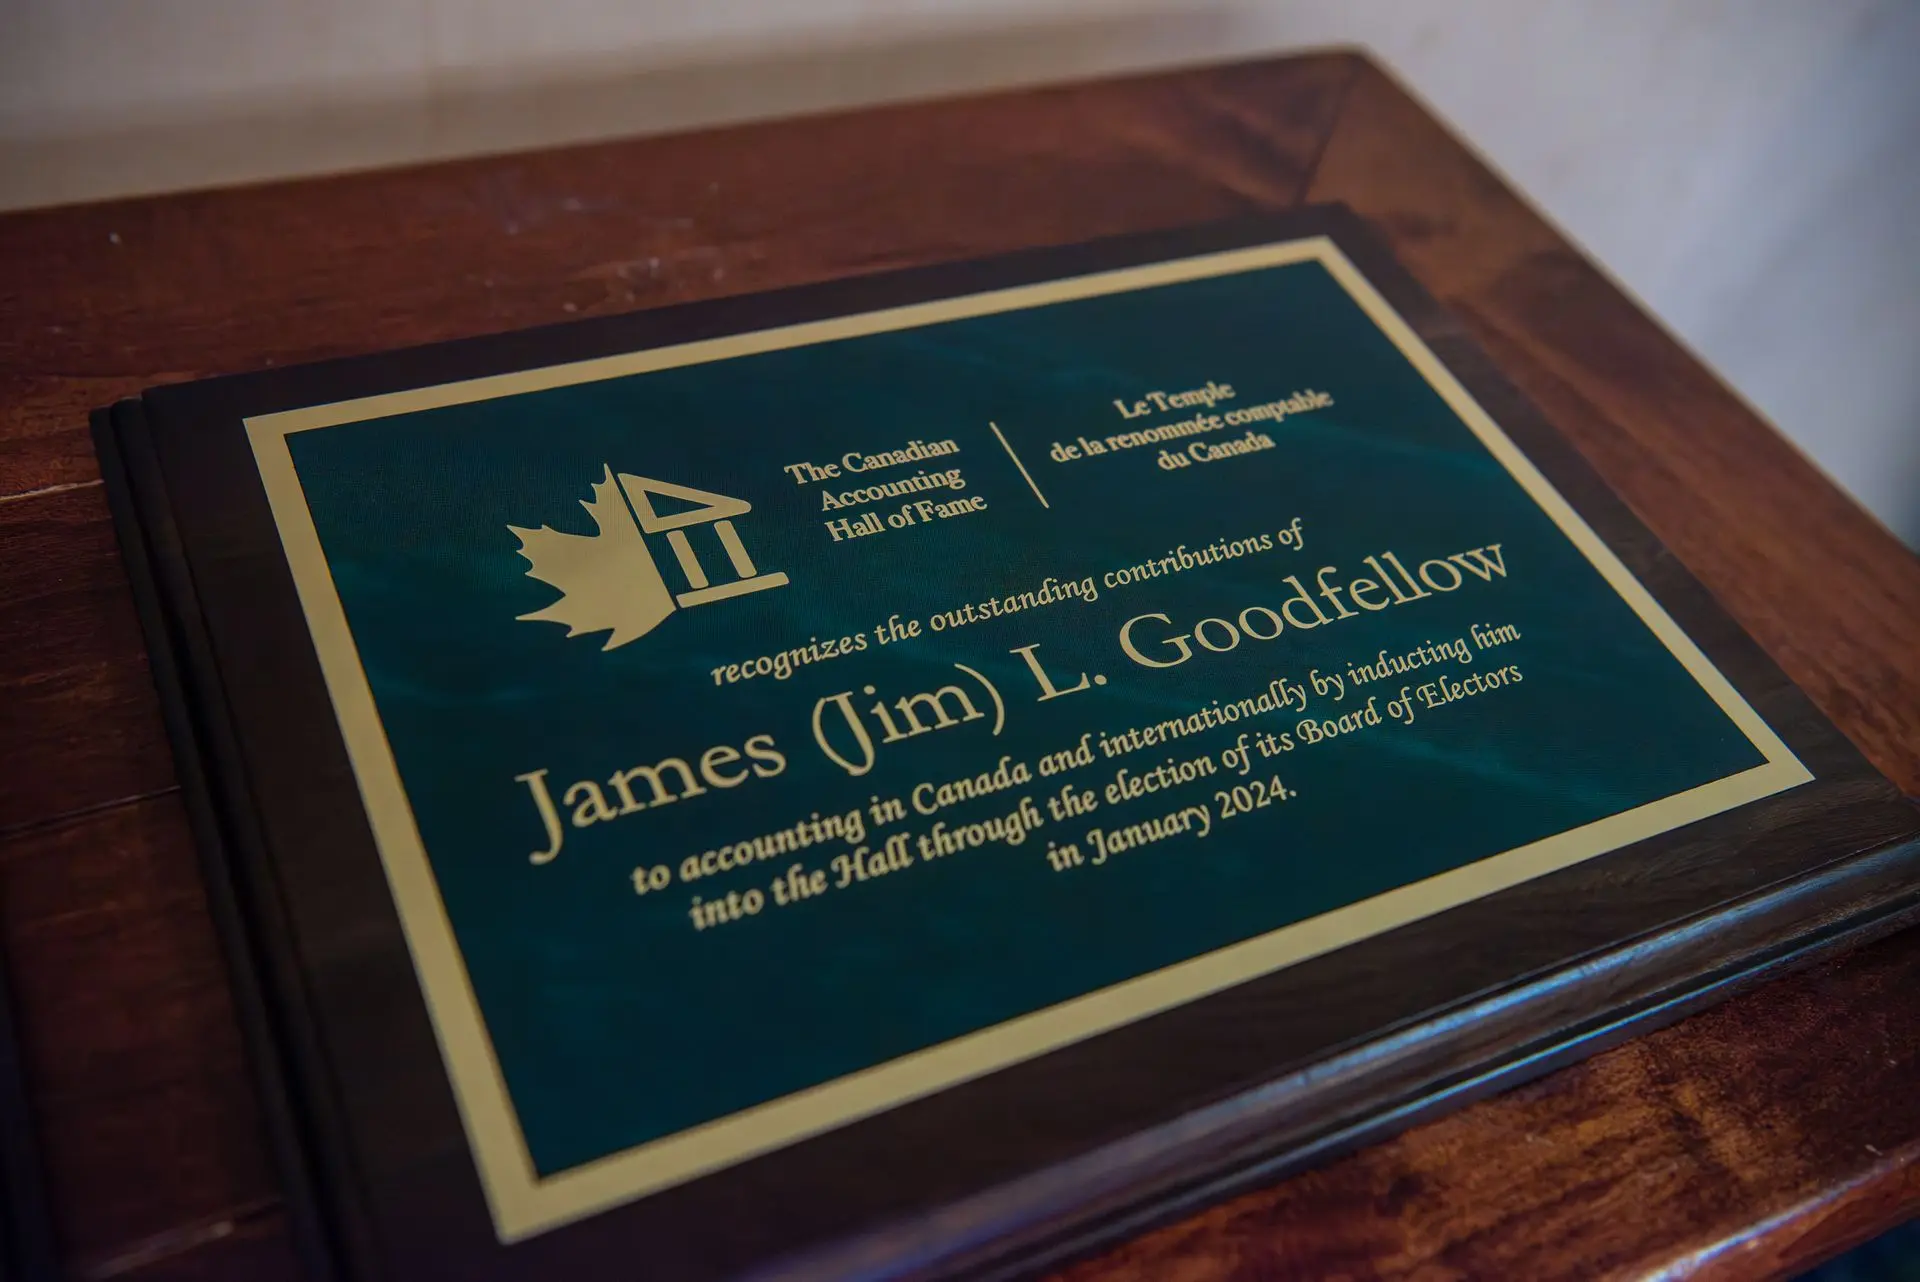 The Canadian
Accounting
Hall of Fame
Le Temple
de la renommée comptable
du Canada
recognizes the outstanding contributions of
James (Jim) L. Goodfellow
to accounting in Canada and internationally by inducting him
into the Hall through the election of its Board of Electors
in January 2024.